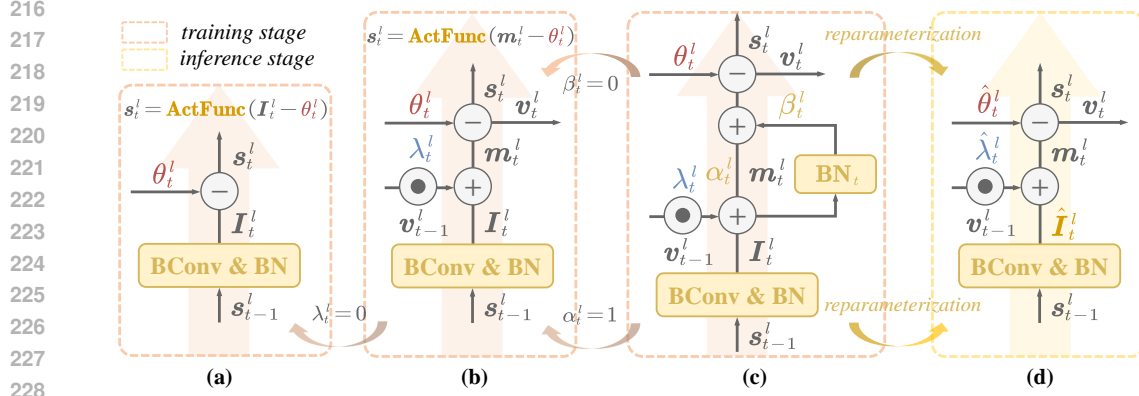 216
217
218
219
220
221
222
223
224
225
226
227
228
training stage
inference stage
s_t^l = ActFunc(I_t^l − θ_t^l)
s_t^l
θ_t^l
−
I_t^l
BConv & BN
s_{t−1}^l
(a)
λ_t^l=0
s_t^l = ActFunc(m_t^l − θ_t^l)
s_t^l
θ_t^l
−
v_t^l
λ_t^l
m_t^l
+
v_{t−1}^l
I_t^l
BConv & BN
s_{t−1}^l
(b)
β_t^l=0
α_t^l=1
s_t^l
θ_t^l
−
v_t^l
+
β_t^l
λ_t^l
α_t^l
m_t^l
BN_t
+
v_{t−1}^l
I_t^l
BConv & BN
s_{t−1}^l
(c)
reparameterization
reparameterization
s_t^l
θ̂_t^l
−
v_t^l
λ̂_t^l
m_t^l
+
v_{t−1}^l
Î_t^l
BConv & BN
s_{t−1}^l
(d)